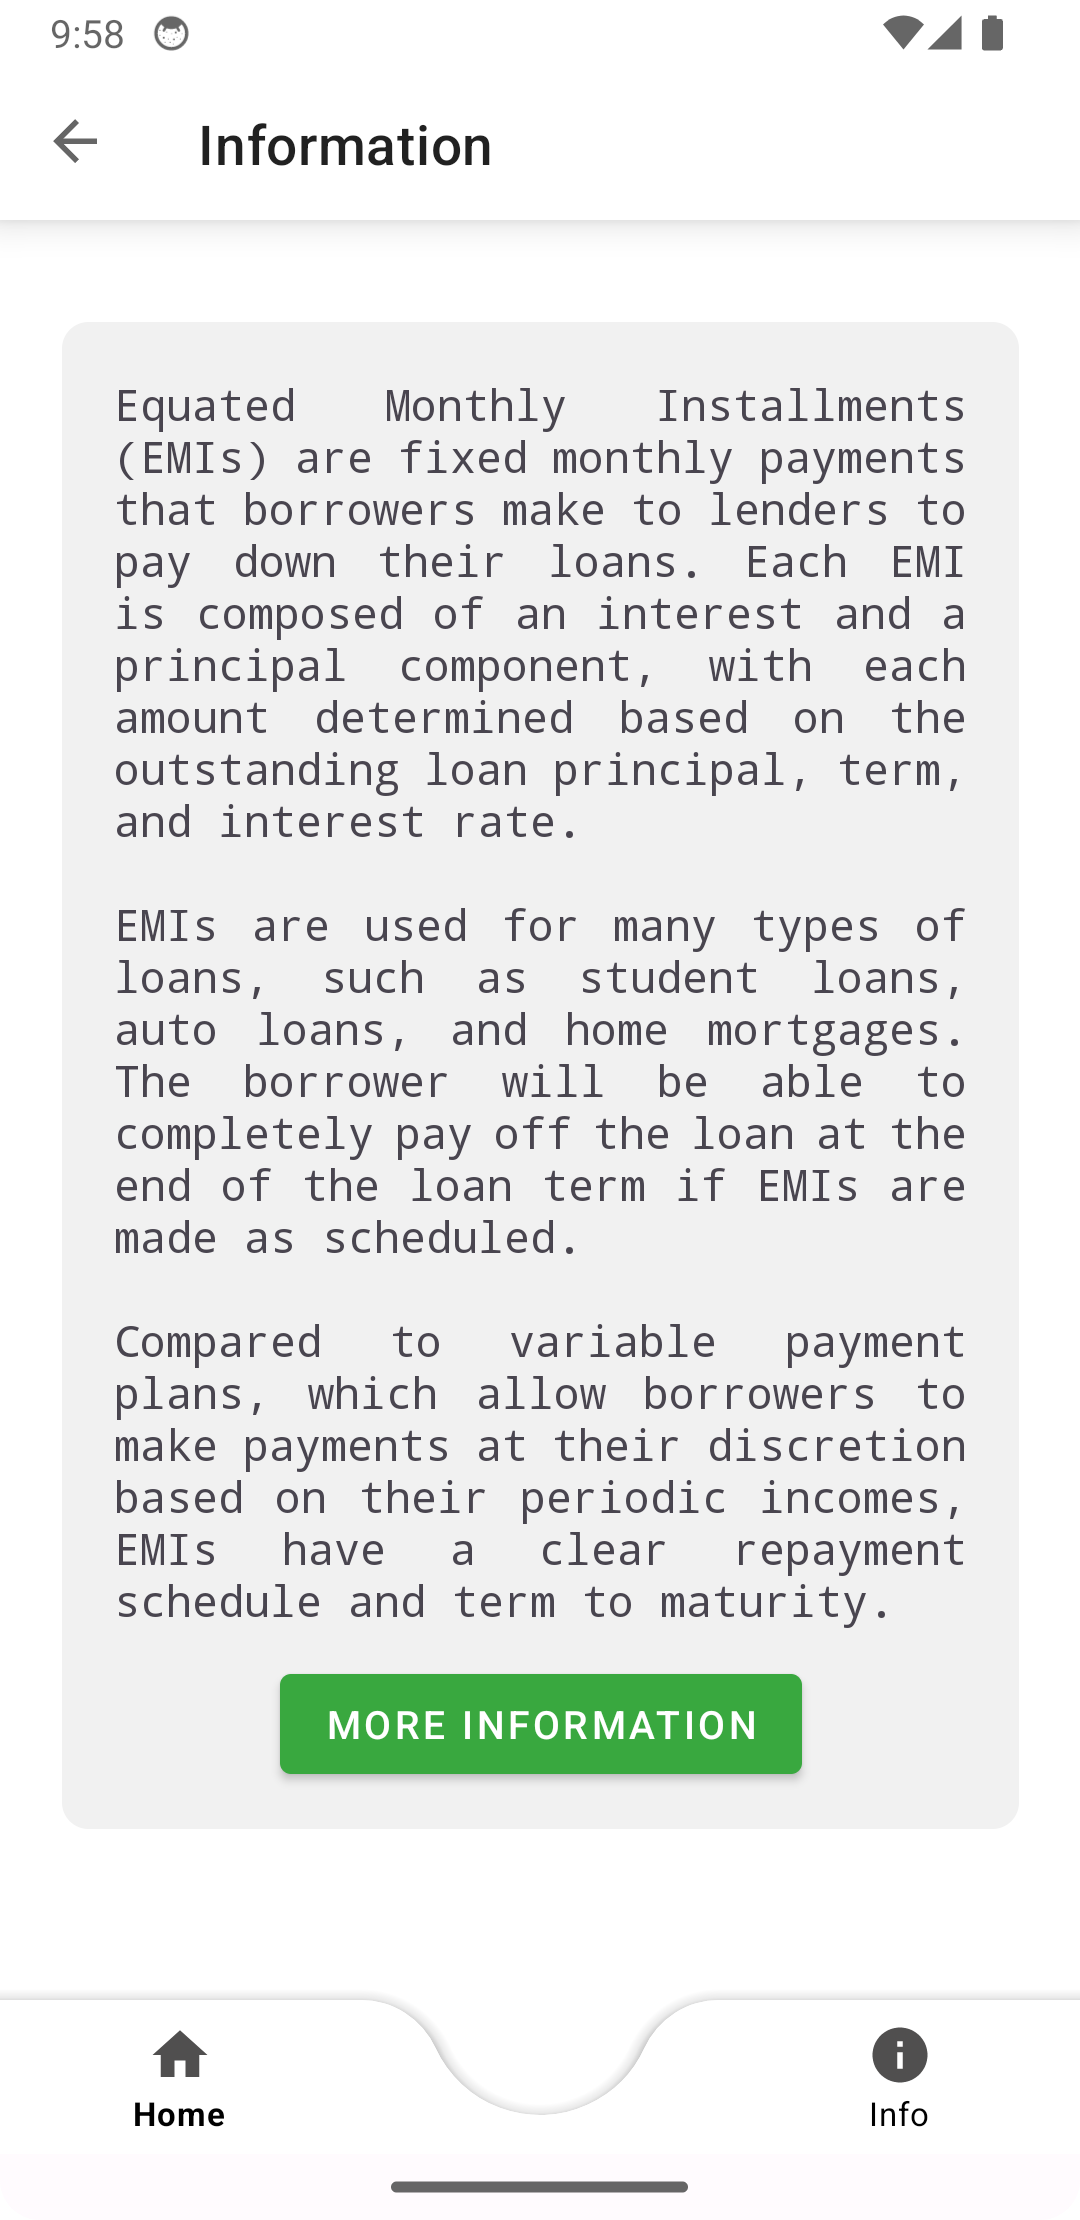 9:58
Information
Equated Monthly Installments
(EMIs) are fixed monthly payments
that borrowers make to lenders to
pay down their loans. Each EMI
is composed of an interest and a
principal component, with each
amount determined based on the
outstanding loan principal, term,
and interest rate.
EMIs are used for many types of
loans, such as student loans,
auto loans, and home mortgages.
The borrower will be able to
completely pay off the loan at the
end of the loan term if EMIs are
made as scheduled.
Compared to variable payment
plans, which allow borrowers to
make payments at their discretion
based on their periodic incomes,
EMIs have a clear repayment
schedule and term to maturity.
MORE INFORMATION
Home
Info